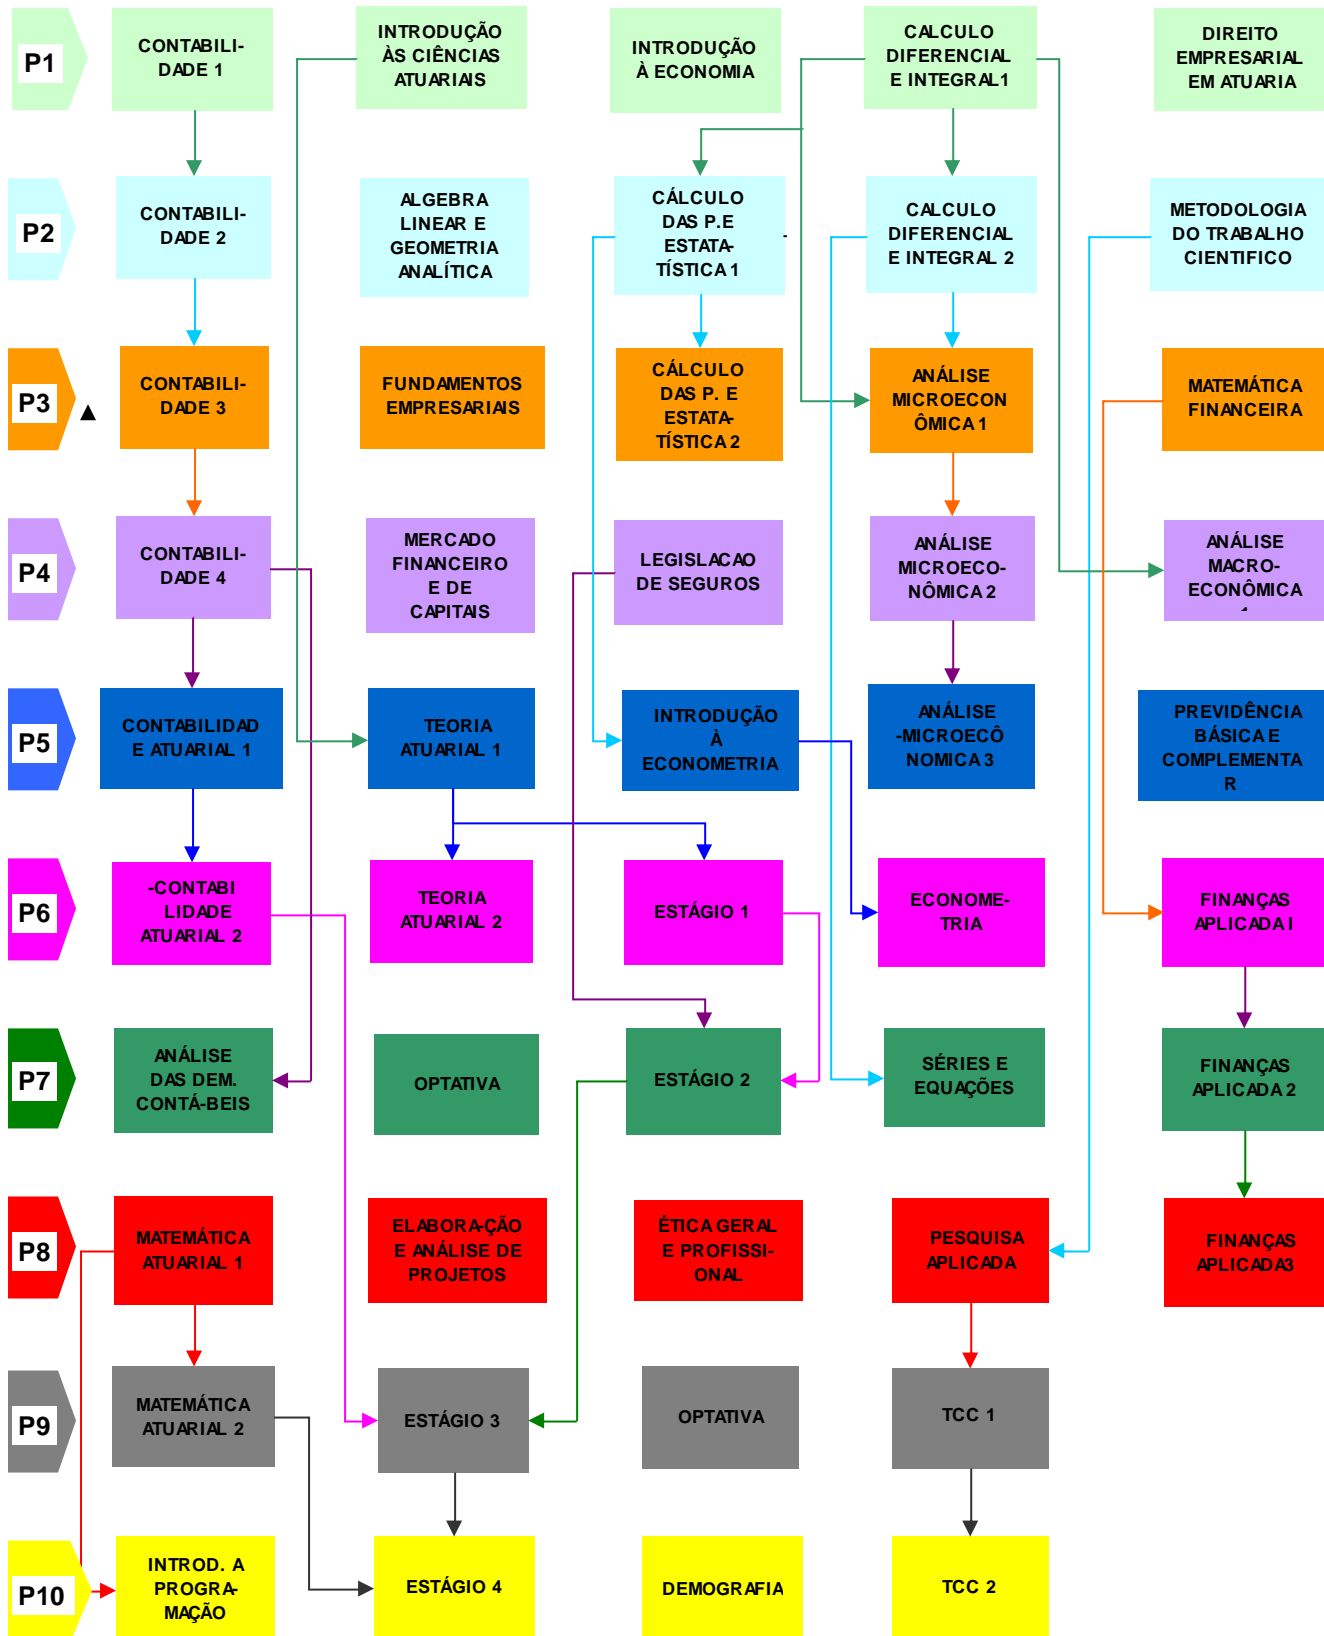 P1
CONTABILI-
DADE 1
INTRODUÇÃO
ÀS CIÊNCIAS
ATUARIAIS
INTRODUÇÃO
À ECONOMIA
CALCULO
DIFERENCIAL
E INTEGRAL1
DIREITO
EMPRESARIAL
EM ATUARIA
P2
CONTABILI-
DADE 2
ALGEBRA
LINEAR E
GEOMETRIA
ANALÍTICA
CÁLCULO
DAS P.E
ESTATA-
TÍSTICA 1
-
CALCULO
DIFERENCIAL
E INTEGRAL 2
METODOLOGIA
DO TRABALHO
CIENTIFICO
P3
CONTABILI-
DADE 3
FUNDAMENTOS
EMPRESARIAIS
CÁLCULO
DAS P. E
ESTATA-
TÍSTICA 2
ANÁLISE
MICROECON
ÔMICA 1
MATEMÁTICA
FINANCEIRA
P4
CONTABILI-
DADE 4
MERCADO
FINANCEIRO
E DE
CAPITAIS
LEGISLACAO
DE SEGUROS
ANÁLISE
MICROECO-
NÔMICA 2
ANÁLISE
MACRO-
ECONÔMICA
P5
CONTABILIDAD
E ATUARIAL 1
TEORIA
ATUARIAL 1
INTRODUÇÃO
À
ECONOMETRIA
ANÁLISE
-MICROECÔ
NOMICA 3
PREVIDÊNCIA
BÁSICA E
COMPLEMENTA
R
P6
-CONTABI
LIDADE
ATUARIAL 2
TEORIA
ATUARIAL 2
ESTÁGIO 1
ECONOME-
TRIA
FINANÇAS
APLICADA I
P7
ANÁLISE
DAS DEM.
CONTÁ-BEIS
OPTATIVA
ESTÁGIO 2
SÉRIES E
EQUAÇÕES
FINANÇAS
APLICADA 2
P8
MATEMÁTICA
ATUARIAL 1
ELABORA-ÇÃO
E ANÁLISE DE
PROJETOS
ÉTICA GERAL
E PROFISSI-
ONAL
PESQUISA
APLICADA
FINANÇAS
APLICADA3
P9
MATEMÁTICA
ATUARIAL 2
ESTÁGIO 3
OPTATIVA
TCC 1
P10
INTROD. A
PROGRA-
MAÇÃO
ESTÁGIO 4
DEMOGRAFIA
TCC 2